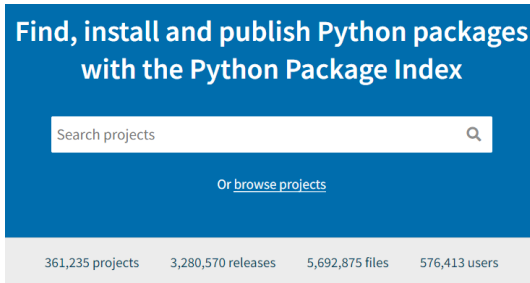 Find, install and publish Python packages
with the Python Package Index
Search projects
Or browse projects
361,235 projects 3,280,570 releases 5,692,875 files 576,413 users